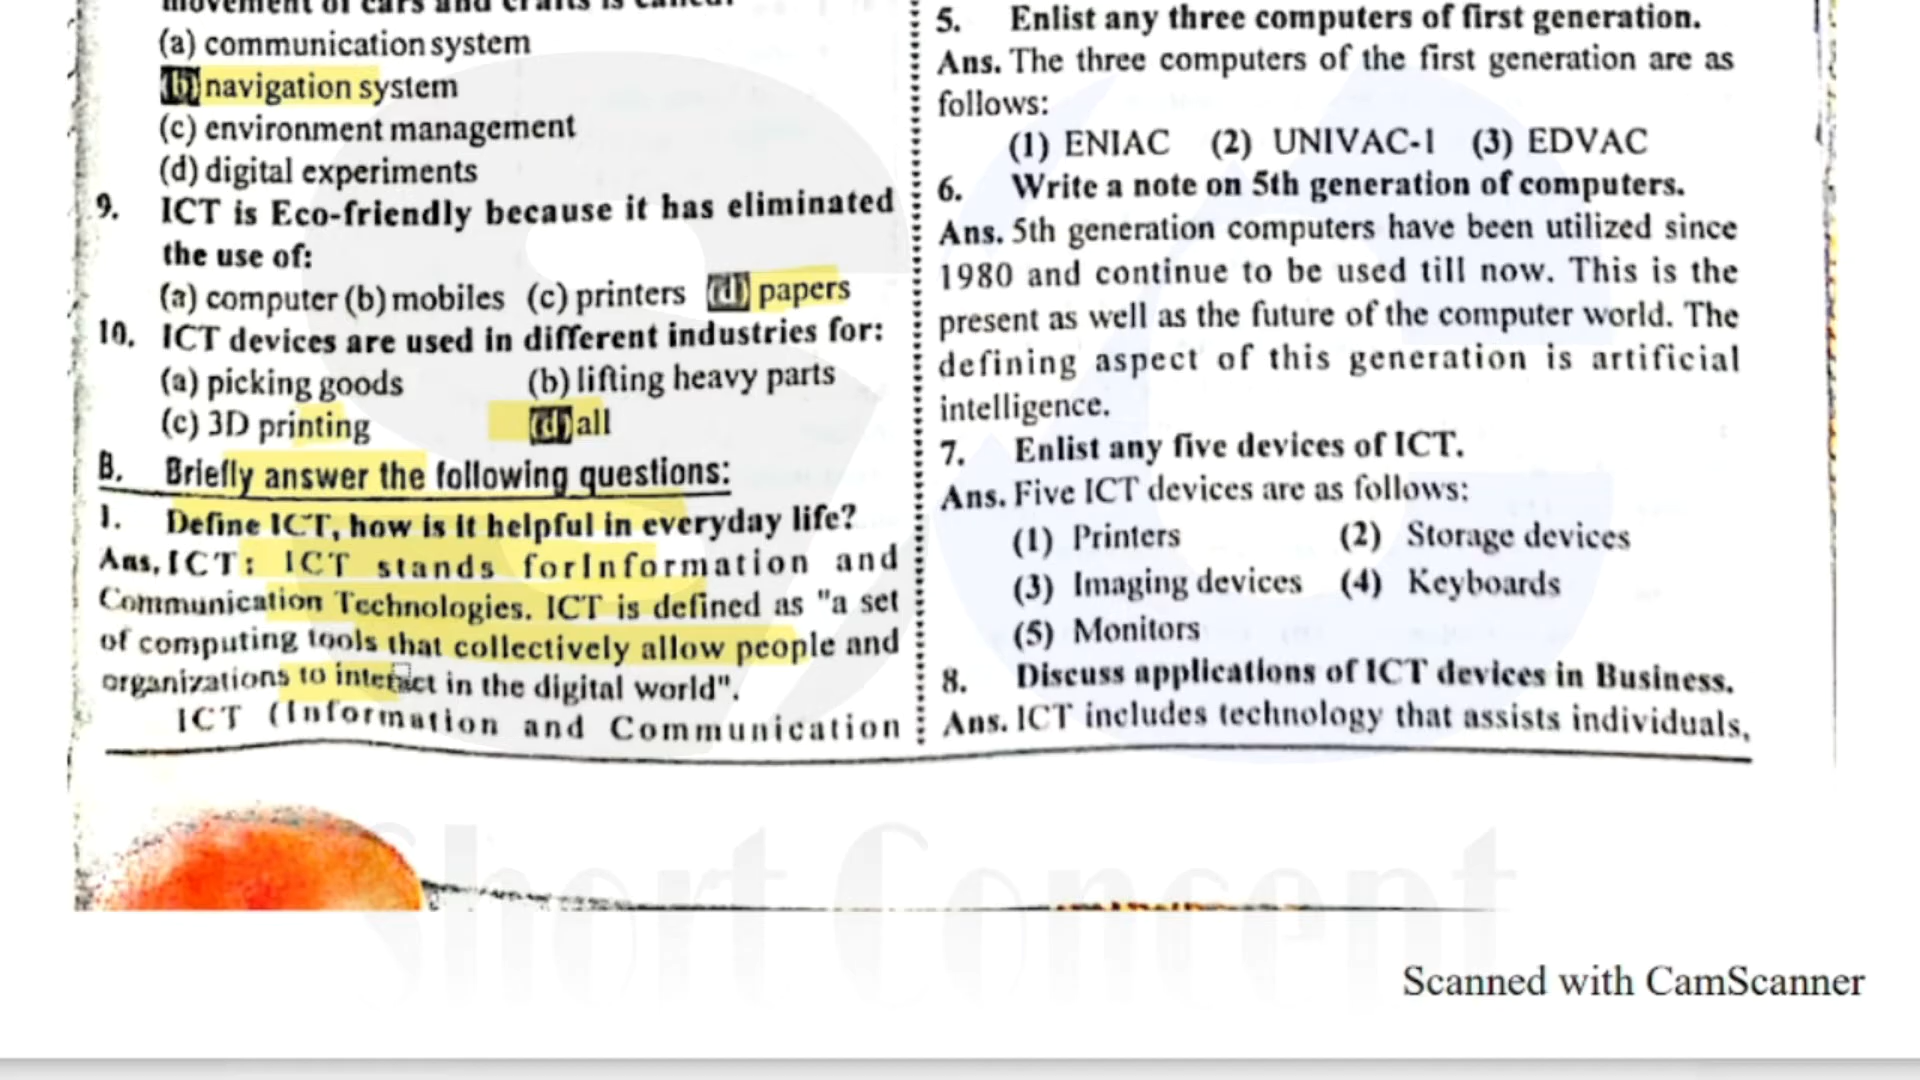 (a) communication system
(b) navigation system
(c) environment management
(d) digital experiments
9. ICT is Eco-friendly because it has eliminated
the use of:
(a) computer (b) mobiles (c) printers (d) papers
10. ICT devices are used in different industries for:
(a) picking goods (b) lifting heavy parts
(c) 3D printing (d) all
B. Briefly answer the following questions:
1. Define ICT, how is it helpful in everyday life?
Ans. ICT: ICT stands forInformation and
Communication Technologies. ICT is defined as "a set
of computing tools that collectively allow people and
organizations to interact in the digital world".
ICT (Information and Communication
5. Enlist any three computers of first generation.
Ans. The three computers of the first generation are as
follows:
(1) ENIAC (2) UNIVAC-1 (3) EDVAC
6. Write a note on 5th generation of computers.
Ans. 5th generation computers have been utilized since
1980 and continue to be used till now. This is the
present as well as the future of the computer world. The
defining aspect of this generation is artificial
intelligence.
7. Enlist any five devices of ICT.
Ans. Five ICT devices are as follows:
(1) Printers (2) Storage devices
(3) Imaging devices (4) Keyboards
(5) Monitors
8. Discuss applications of ICT devices in Business.
Ans. ICT includes technology that assists individuals,
Short Concept
Scanned with CamScanner